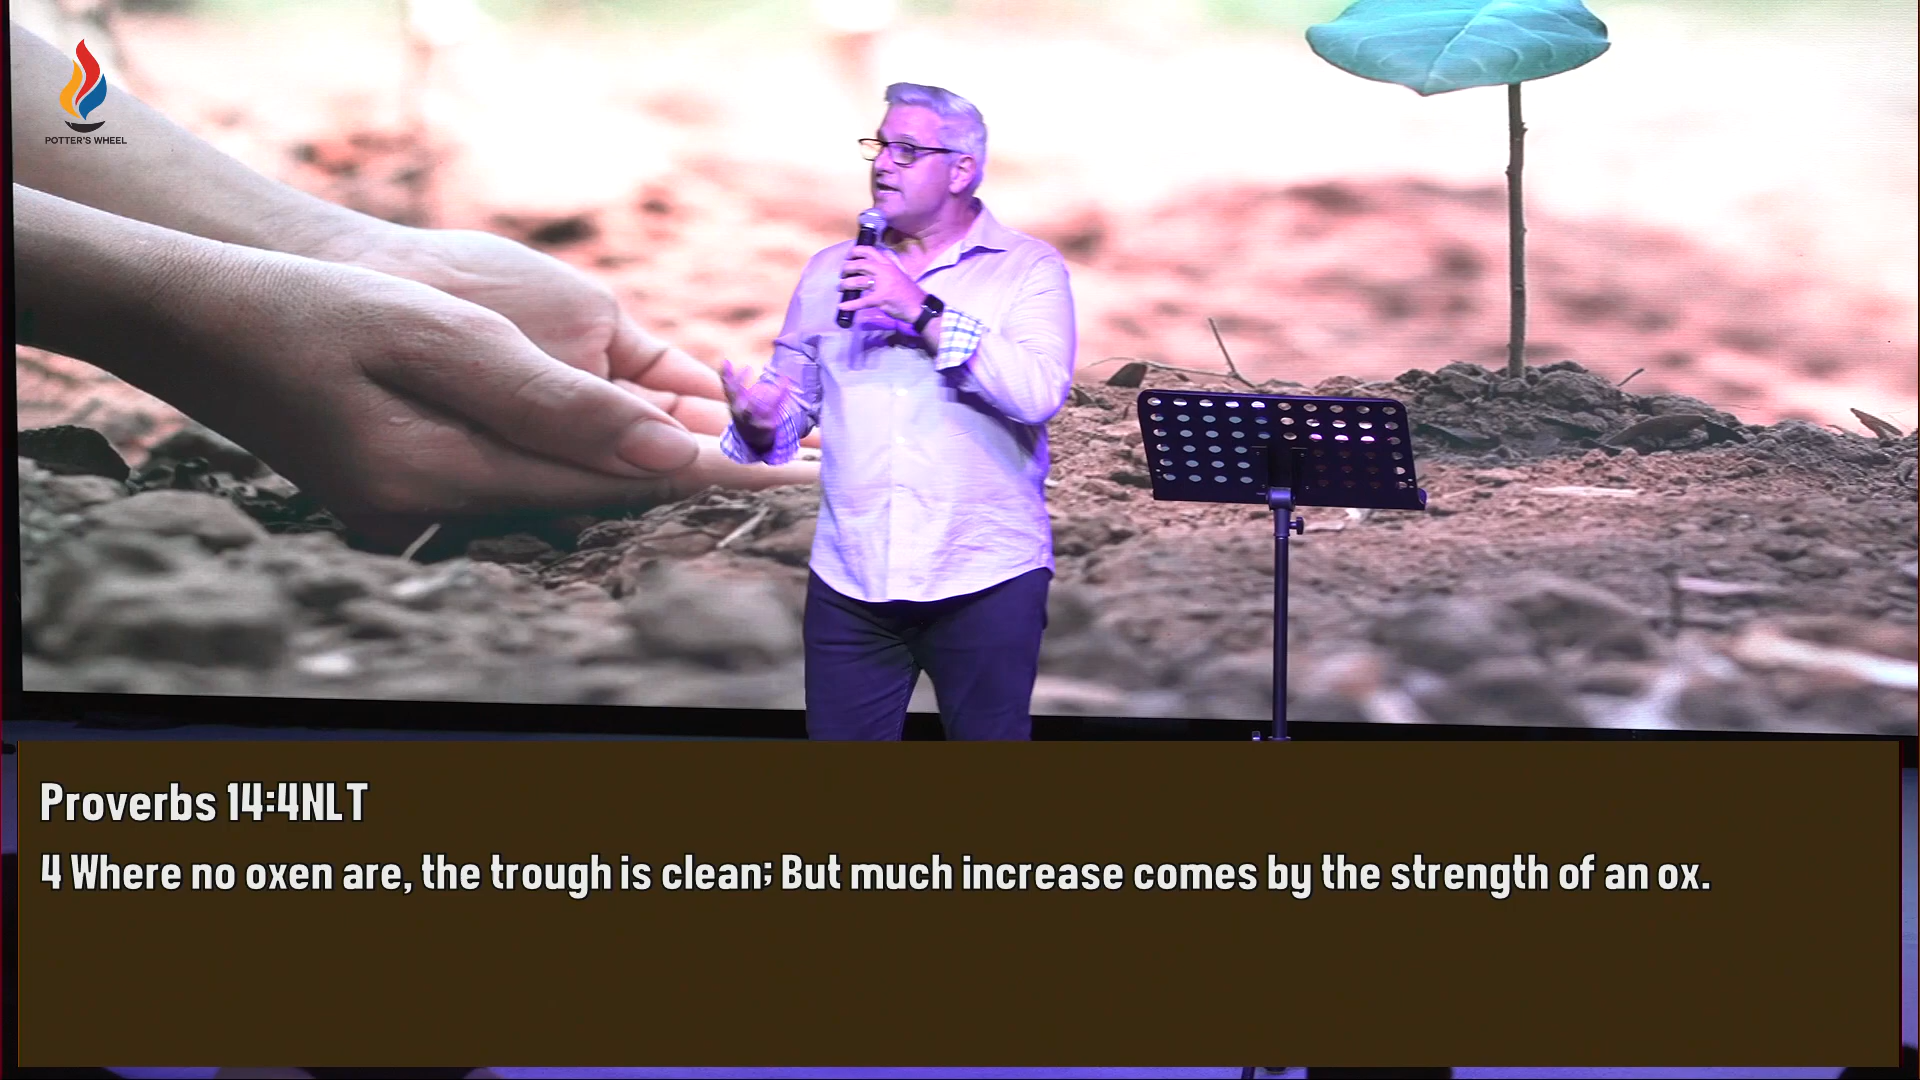 POTTER'S WHEEL
Proverbs 14:4NLT
4 Where no oxen are, the trough is clean; But much increase comes by the strength of an ox.